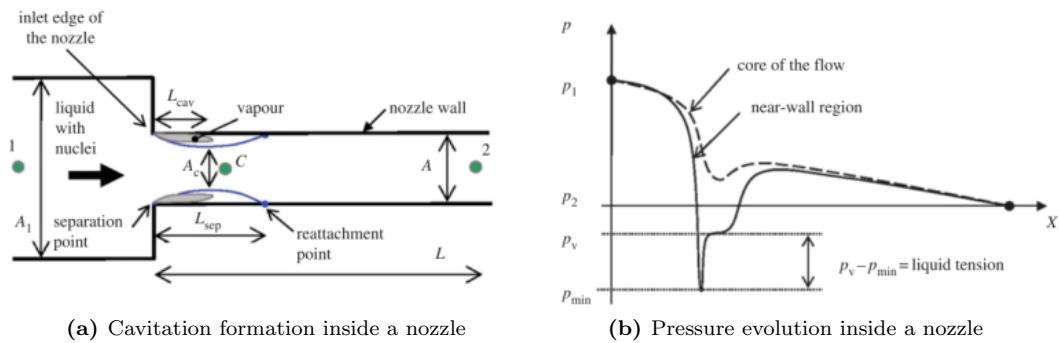 inlet edge of
the nozzle
L_cav
vapour
nozzle wall
liquid
with
nuclei
1
A_c
C
A
2
A_1
separation
point
L_sep
reattachment
point
L
(a) Cavitation formation inside a nozzle
p
core of the flow
p_1
near-wall
region
p_2
X
p_v
p_v – p_min = liquid tension
p_min
(b) Pressure evolution inside a nozzle